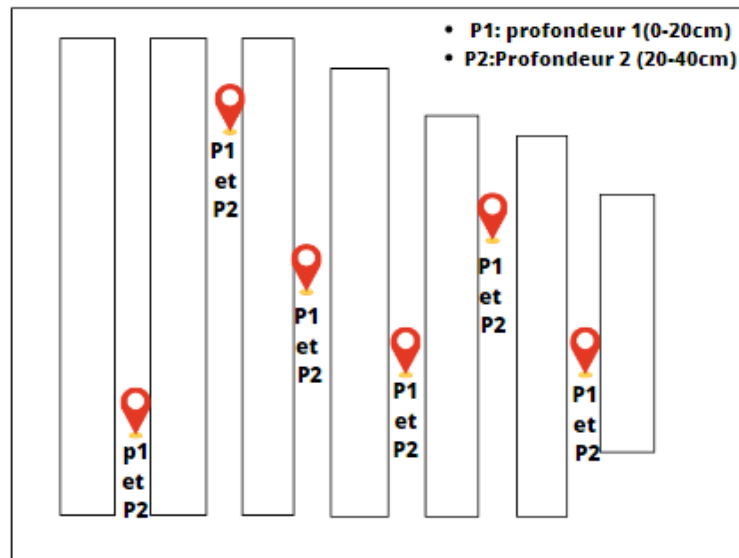 • P1: profondeur 1(0-20cm)
• P2:Profondeur 2 (20-40cm)
P1
et
P2
P1
et
P2
P1
et
P2
P1
et
P2
P1
et
P2
p1
et
P2